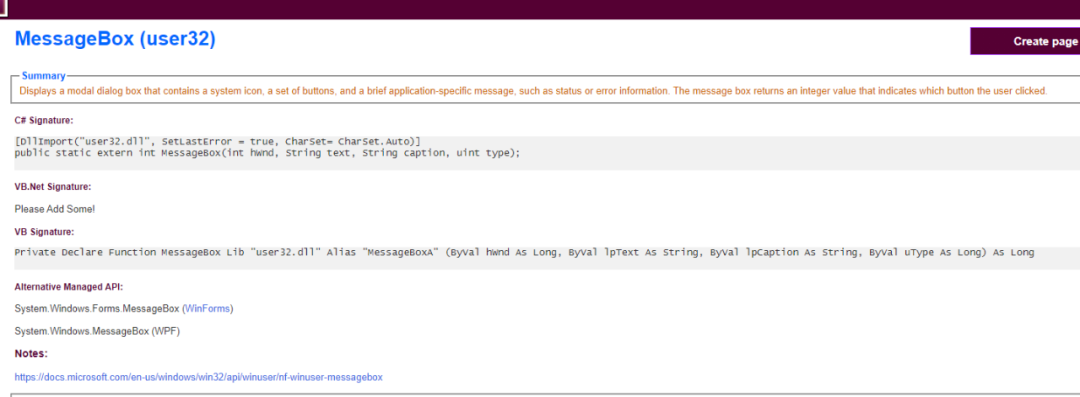 MessageBox (user32)
Create page
Summary
Displays a modal dialog box that contains a system icon, a set of buttons, and a brief application-specific message, such as status or error information. The message box returns an integer value that indicates which button the user clicked.
C# Signature:
[DllImport("user32.dll", SetLastError = true, CharSet= CharSet.Auto)]
public static extern int MessageBox(int hWnd, String text, String caption, uint type);
VB.Net Signature:
Please Add Some!
VB Signature:
Private Declare Function MessageBox Lib "user32.dll" Alias "MessageBoxA" (ByVal hWnd As Long, ByVal lpText As String, ByVal lpCaption As String, ByVal uType As Long) As Long
Alternative Managed API:
System.Windows.Forms.MessageBox (WinForms)
System.Windows.MessageBox (WPF)
Notes:
https://docs.microsoft.com/en-us/windows/win32/api/winuser/nf-winuser-messagebox